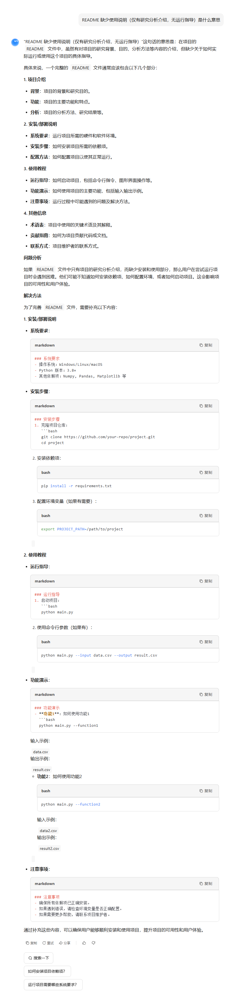 README 缺少使用说明（仅有研究分析介绍，无运行指导）是什么意思
“README 缺少使用说明（仅有研究分析介绍，无运行指导）”这句话的意思是：在项目的
README 文件中，虽然有对项目的研究背景、目的、分析方法等内容的介绍，但缺少关于如何实
际运行或使用这个项目的具体指导。
具体来说，一个完整的 README 文件通常应该包含以下几个部分：
1. 项目介绍
• 背景：项目的背景和研究目的。
• 功能：项目的主要功能和特点。
• 分析：项目的分析方法、研究结果等。
2. 安装/部署说明
• 系统要求：运行项目所需的硬件和软件环境。
• 安装步骤：如何安装项目所需的依赖项。
• 配置方法：如何配置项目以使其正常运行。
3. 使用教程
• 运行指导：如何启动项目，包括命令行指令、图形界面操作等。
• 功能演示：如何使用项目的主要功能，包括输入输出示例。
• 注意事项：运行过程中可能遇到的问题及解决方法。
4. 其他信息
• 术语表：项目中使用的关键术语及其解释。
• 贡献指南：如何为项目贡献代码或文档。
• 联系方式：项目维护者的联系方式。
问题分析
如果 README 文件中只有项目的研究分析介绍，而缺少安装和使用部分，那么用户在尝试运行项
目时会遇到困难。他们可能不知道如何安装依赖项、如何配置环境，或者如何启动项目。这会影响项
目的可用性和用户体验。
解决方法
为了完善 README 文件，需要补充以下内容：
1. 安装/部署说明
• 系统要求：
markdown 复制
### 系统要求
- 操作系统：Windows/Linux/macOS
- Python 版本：3.8+
- 其他依赖项：Numpy, Pandas, Matplotlib 等
• 安装步骤：
markdown 复制
### 安装步骤
1. 克隆项目仓库：
```bash
git clone https://github.com/your-repo/project.git
cd project
2. 安装依赖项：
bash 复制
pip install -r requirements.txt
3. 配置环境变量（如果有需要）：
bash 复制
export PROJECT_PATH=/path/to/project
2. 使用教程
• 运行指导：
markdown 复制
### 运行指导
1. 启动项目：
```bash
python main.py
2. 使用命令行参数（如果有）：
bash 复制
python main.py --input data.csv --output result.csv
• 功能演示：
markdown 复制
### 功能演示
- **功能1**：如何使用功能1
```bash
python main.py --function1
输入示例：
data.csv
输出示例：
result.csv
◦ 功能2：如何使用功能2
bash 复制
python main.py --function2
输入示例：
data2.csv
输出示例：
result2.csv
• 注意事项：
markdown 复制
### 注意事项
- 确保所有依赖项已正确安装。
- 如果遇到错误，请检查环境变量是否正确配置。
- 如果需要更多帮助，请联系项目维护者。
通过补充这些内容，可以确保用户能够顺利安装和使用项目，提升项目的可用性和用户体验。
复制 重试 分享
搜索一下
如何安装项目依赖项？
运行项目需要哪些系统要求？